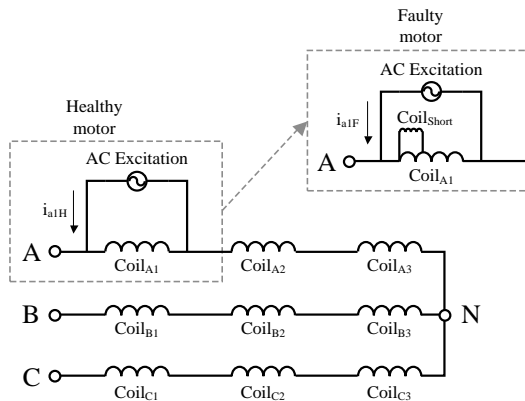 Faulty
motor
AC Excitation
i_a1F
Coil_Short
A
Coil_A1
Healthy
motor
AC Excitation
i_a1H
A
Coil_A1
Coil_A2
Coil_A3
B
N
Coil_B1
Coil_B2
Coil_B3
C
Coil_C1
Coil_C2
Coil_C3